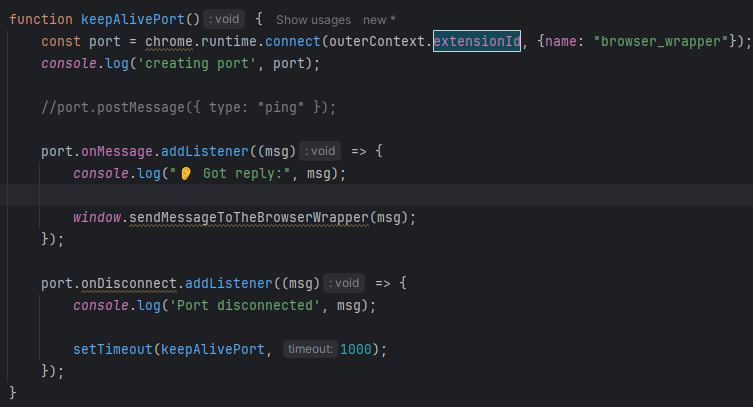 function keepAlivePort() : void { Show usages new *
const port = chrome.runtime.connect(outerContext.extensionId, {name: "browser_wrapper"});
console.log('creating port', port);
//port.postMessage({ type: "ping" });
port.onMessage.addListener((msg) : void => {
console.log("👂 Got reply:", msg);
window.sendMessageToTheBrowserWrapper(msg);
});
port.onDisconnect.addListener((msg) : void => {
console.log('Port disconnected', msg);
setTimeout(keepAlivePort, timeout: 1000);
});
}